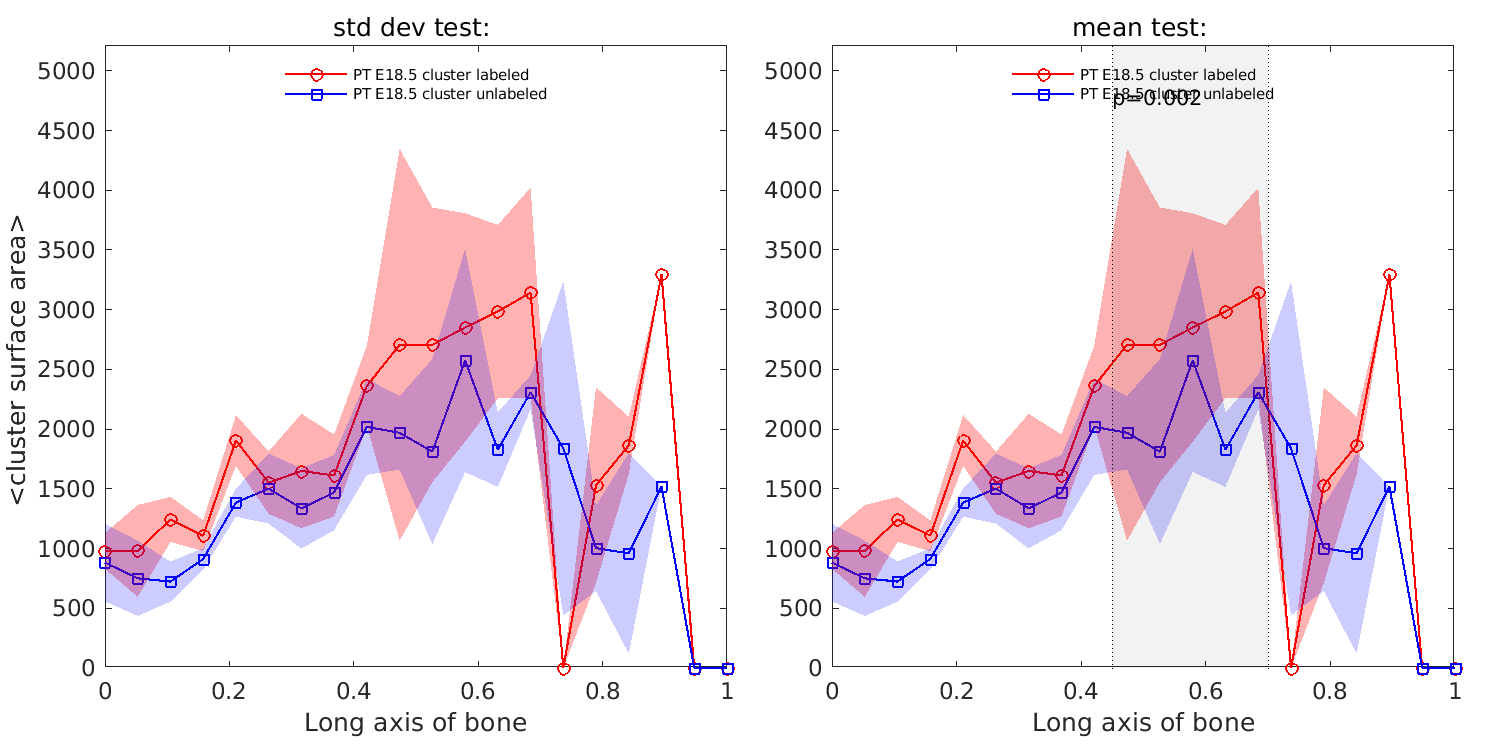 std dev test:
PT E18.5 cluster labeled
PT E18.5 cluster unlabeled
<cluster surface area>
5000
4500
4000
3500
3000
2500
2000
1500
1000
500
0
0 0.2 0.4 0.6 0.8 1
Long axis of bone
mean test:
PT E18.5 cluster labeled
PT E18.5 cluster unlabeled
p=0.002
5000
4500
4000
3500
3000
2500
2000
1500
1000
500
0
0 0.2 0.4 0.6 0.8 1
Long axis of bone